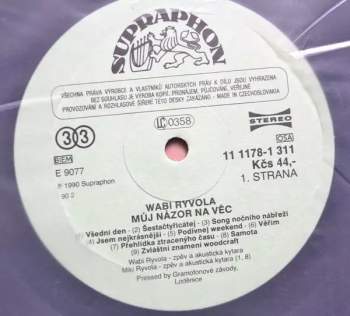 SUPRAPHON
VŠECHNA PRÁVA VÝROBCE A VLASTNÍKŮ AUTORSKÝCH PRÁV K DÍLU JSOU VYHRAZENA
BEZ SOUHLASU JE VÝROBA KOPIÍ, PRONÁJEM, PŮJČOVÁNÍ, VEŘEJNÉ
PROVOZOVÁNÍ A ROZHLASOVÉ ŠÍŘENÍ TÉTO DESKY ZAKÁZÁNO - MADE IN CZECHOSLOVAKIA
33
LC 0358
STEREO
BIEM
OSA
E 9077
11 1178-1 311
Kčs 44,-
℗ 1990 Supraphon
1. STRANA
90 2
WABI RYVOLA
MŮJ NÁZOR NA VĚC
1) Všední den - 2) Šestačtyřicátej - 3) Song nočního nábřeží
4) Jsem nejkrásnější - 5) Podivnej weekend - 6) Věřím
7) Přehlídka ztraceného času - 8) Samota
9) Zvláštní znamení woodcraft
Wabi Ryvola - zpěv a akustická kytara
Miki Ryvola - zpěv a akustická kytara (1, 8)
Pressed by Gramofonové závody,
Loděnice